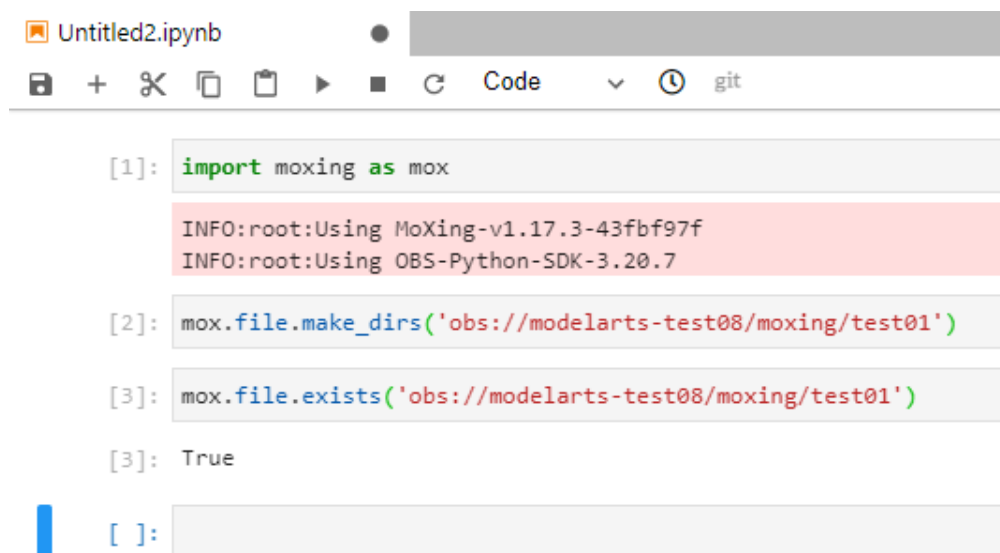 Untitled2.ipynb
Code
git
[1]: import moxing as mox
INFO:root:Using MoXing-v1.17.3-43fbf97f
INFO:root:Using OBS-Python-SDK-3.20.7
[2]: mox.file.make_dirs('obs://modelarts-test08/moxing/test01')
[3]: mox.file.exists('obs://modelarts-test08/moxing/test01')
[3]: True
[ ]: